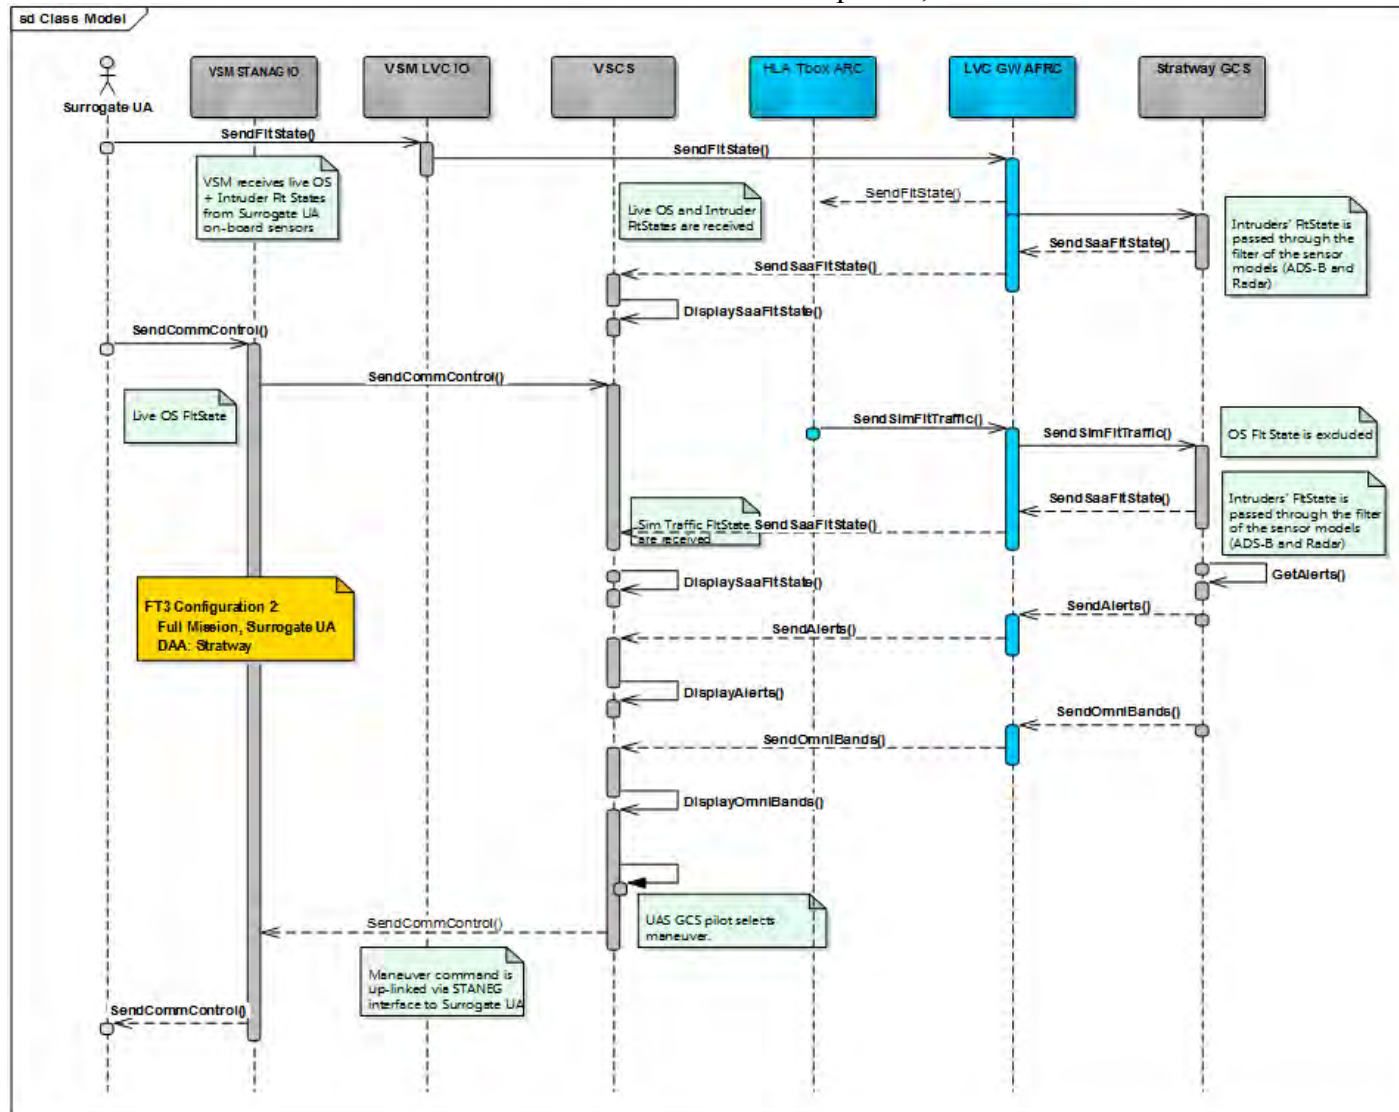 sd Class Model
Surrogate UA
VSM STANAG IO
VSM LVC IO
VSCS
HLA Tbox ARC
LVC GW AFRC
Stratway GCS
SendFltState()
SendFltState()
VSM receives live OS
+ Intruder Flt States
from Surrogate UA
on-board sensors
Live OS and Intruder
FltStates are received
SendFltState()
Intruders' FltState is
passed through the
filter of the sensor
models (ADS-B and
Radar)
SendSaaFltState()
SendSaaFltState()
DisplaySaaFltState()
SendCommControl()
SendCommControl()
Live OS FltState
SendSimFltTraffic()
SendSimFltTraffic()
OS Flt State is excluded
SendSaaFltState()
Intruders' FltState is
passed through the filter
of the sensor models
(ADS-B and Radar)
Sim Traffic FltState
are received
SendSaaFltState()
GetAlerts()
DisplaySaaFltState()
FT3 Configuration 2:
Full Mission, Surrogate UA
DAA: Stratway
SendAlerts()
SendAlerts()
DisplayAlerts()
SendOmniBands()
SendOmniBands()
DisplayOmniBands()
UAS GCS pilot selects
maneuver.
SendCommControl()
Maneuver command is
up-linked via STANEG
interface to Surrogate UA
SendCommControl()